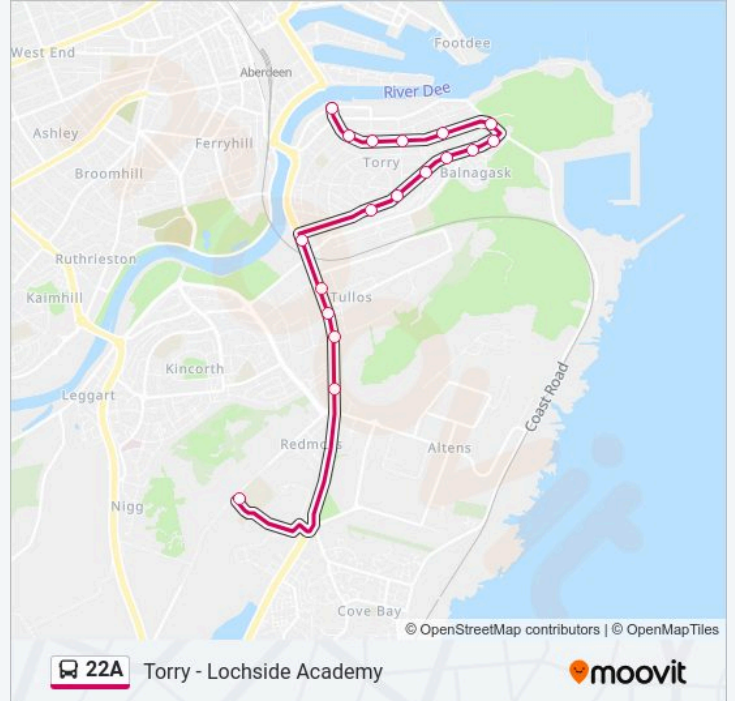 Footdee
West End
Aberdeen
River Dee
Ashley
Ferryhill
Torry
Broomhill
Balnagask
Ruthrieston
Kaimhill
Tullos
Kincorth
Leggart
Coast Road
Redmoss
Altens
Nigg
Cove Bay
© OpenStreetMap contributors | © OpenMapTiles
22A Torry - Lochside Academy moovit